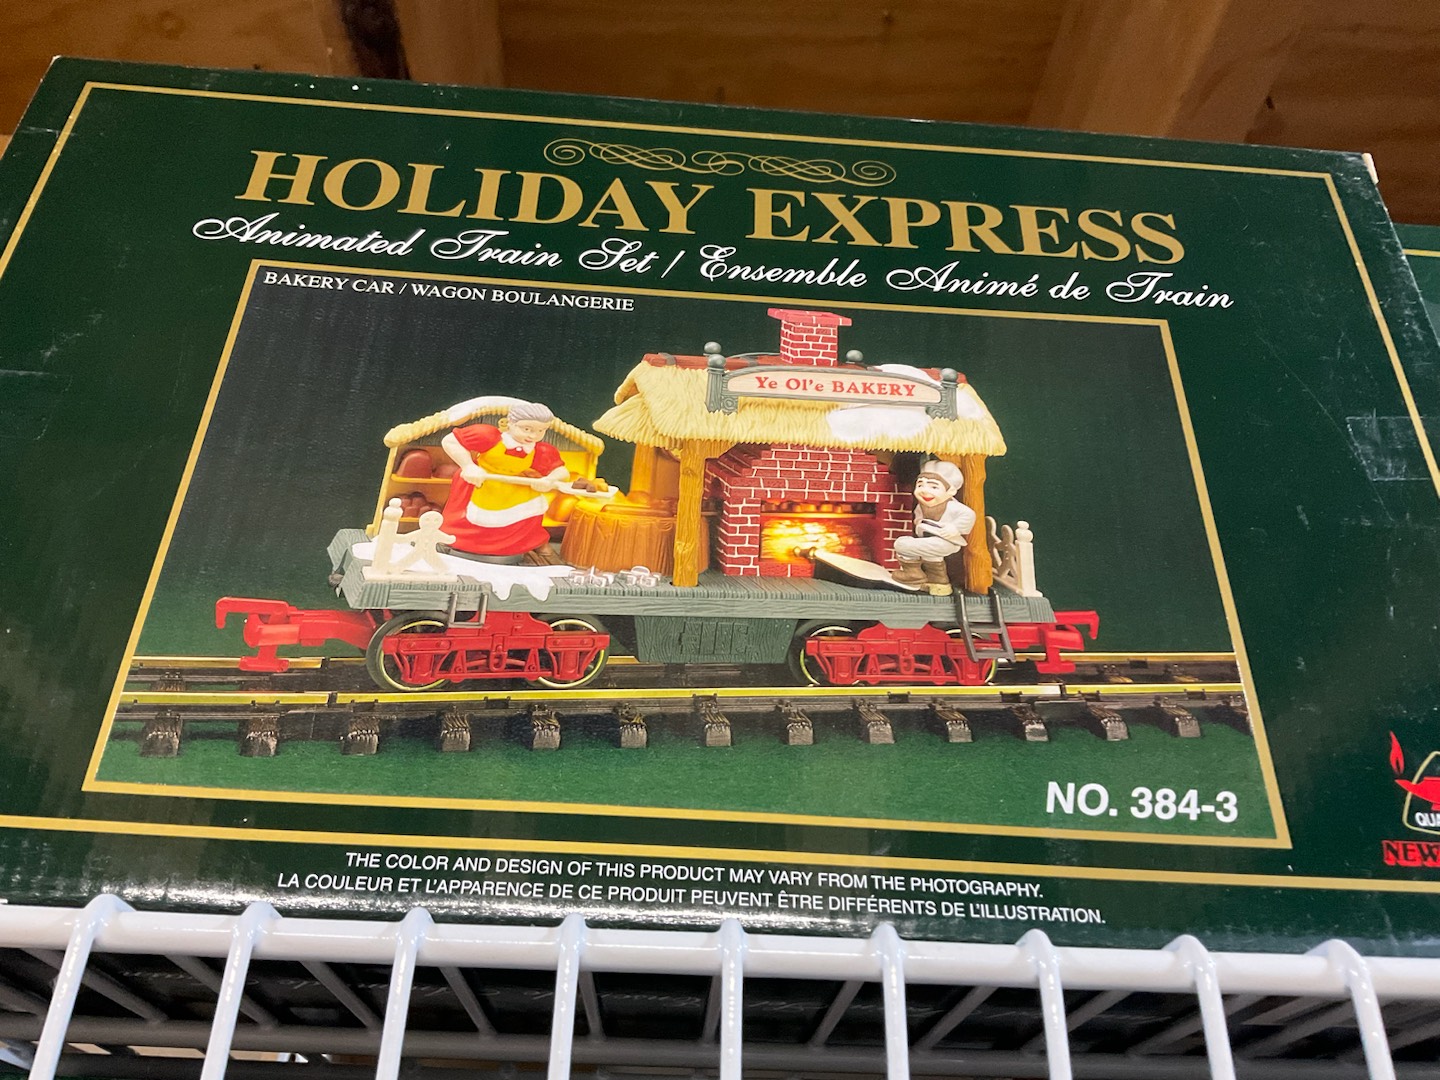 HOLIDAY EXPRESS
Animated Train Set / Ensemble Animé de Train
BAKERY CAR / WAGON BOULANGERIE
Ye Ol'e BAKERY
NO. 384-3
THE COLOR AND DESIGN OF THIS PRODUCT MAY VARY FROM THE PHOTOGRAPHY.
LA COULEUR ET L'APPARENCE DE CE PRODUIT PEUVENT ÊTRE DIFFÉRENTS DE L'ILLUSTRATION.
NEW